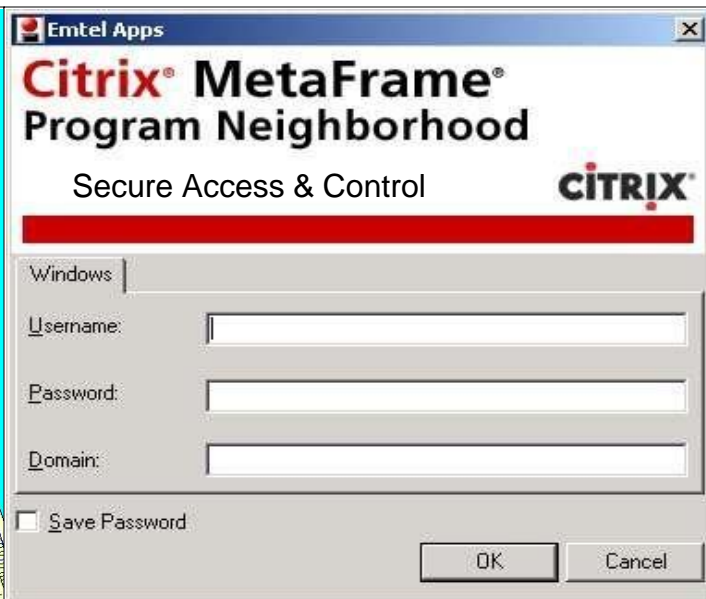 Emtel Apps
Citrix® MetaFrame®
Program Neighborhood
Secure Access & Control
CITRIX®
Windows
Username:
Password:
Domain:
Save Password
OK Cancel